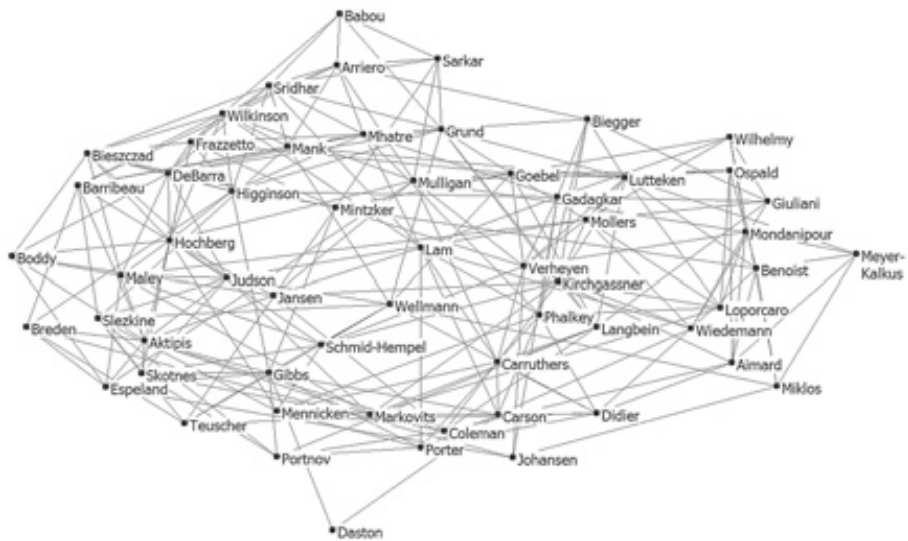 Babou
Sarkar
Arriero
Sridhar
Wilkinson
Biegger
Grund
Mhatre
Wilhelmy
Frazzetto
Mank
Bieszczad
DeBarra
Goebel
Ospald
Lutteken
Barribeau
Mulligan
Higginson
Gadagkar
Giuliani
Mintzker
Mollers
Mondanipour
Hochberg
Lam
Boddy
Meyer-
Kalkus
Verheyen
Benoist
Maley
Judson
Kirchgassner
Jansen
Wellmann
Loporcaro
Phalkey
Slezkine
Breden
Langbein
Wiedemann
Aktipis
Schmid-Hempel
Carruthers
Aimard
Skotnes
Gibbs
Espeland
Miklos
Mennicken
Markovits
Carson
Didier
Teuscher
Coleman
Porter
Portnov
Johansen
Daston